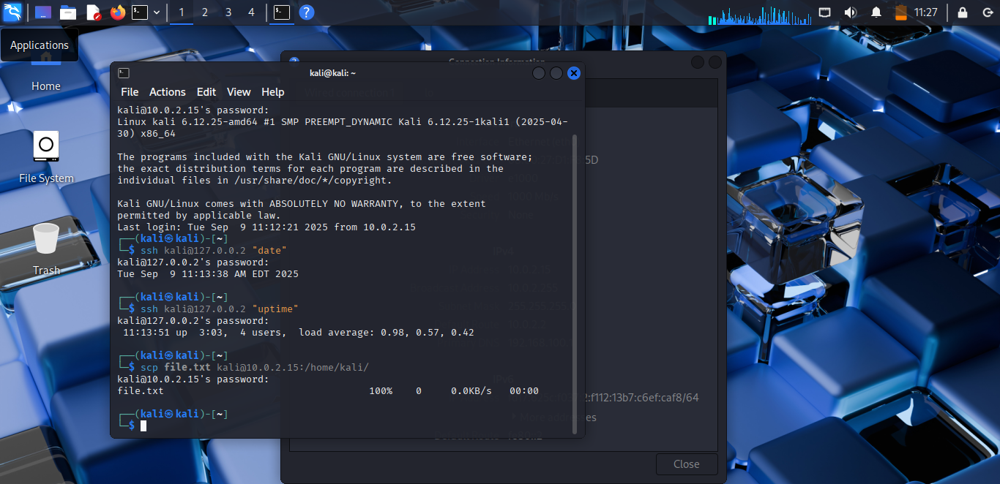 1 2 3 4
11:27
Applications
Home
File System
Trash
Connection Information
kali@kali: ~
File Actions Edit View Help
kali@10.0.2.15's password:
Linux kali 6.12.25-amd64 #1 SMP PREEMPT_DYNAMIC Kali 6.12.25-1kali1 (2025-04-
30) x86_64
The programs included with the Kali GNU/Linux system are free software;
the exact distribution terms for each program are described in the
individual files in /usr/share/doc/*/copyright.
Kali GNU/Linux comes with ABSOLUTELY NO WARRANTY, to the extent
permitted by applicable law.
Last login: Tue Sep  9 11:12:21 2025 from 10.0.2.15
┌──(kali㉿kali)-[~]
└─$ ssh kali@127.0.0.2 "date"
kali@127.0.0.2's password:
Tue Sep  9 11:13:38 AM EDT 2025
┌──(kali㉿kali)-[~]
└─$ ssh kali@127.0.0.2 "uptime"
kali@127.0.0.2's password:
11:13:51 up  3:03,  4 users,  load average: 0.98, 0.57, 0.42
┌──(kali㉿kali)-[~]
└─$ scp file.txt kali@10.0.2.15:/home/kali/
kali@10.0.2.15's password:
file.txt 100% 0 0.0KB/s 00:00
┌──(kali㉿kali)-[~]
└─$
5D
2:f112:13b7:c6ef:caf8/64
Close